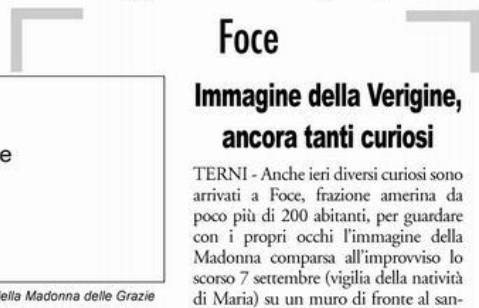 Foce
Immagine della Verigine,
ancora tanti curiosi
e
TERNI - Anche ieri diversi curiosi sono
arrivati a Foce, frazione amerina da
poco più di 200 abitanti, per guardare
con i propri occhi l'immagine della
Madonna comparsa all'improvviso lo
scorso 7 settembre (vigilia della natività
di Maria) su un muro di fronte al san-
della Madonna delle Grazie